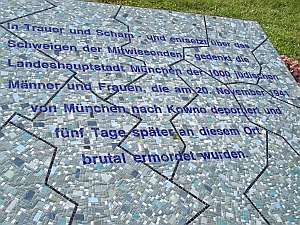 In Trauer und Scham - und entsetzt über das
Schweigen der Mitwissenden - gedenkt die
Landeshauptstadt München der 1000 jüdischen
Männer und Frauen, die am 20. November 1941
von München nach Kowno deportiert und
fünf Tage später an diesem Ort
brutal ermordet wurden.